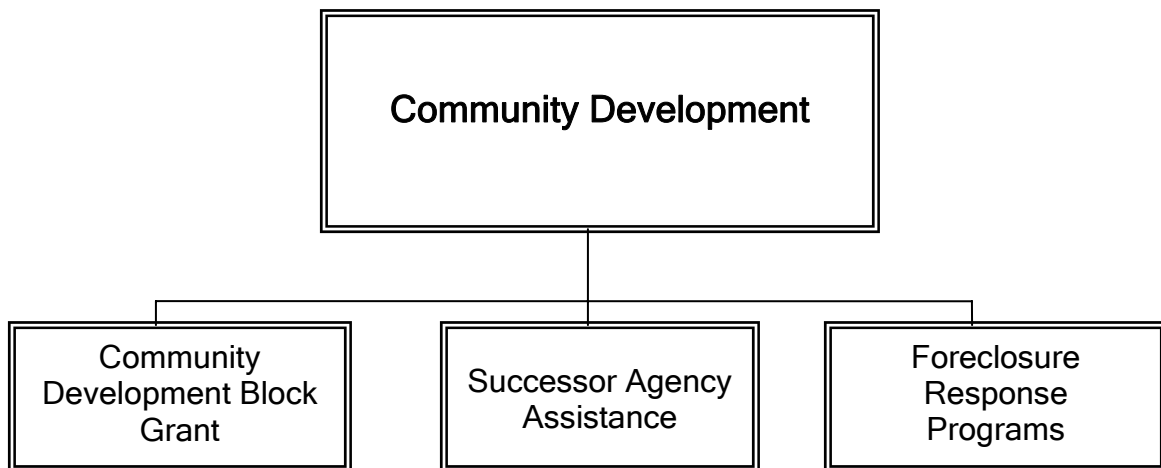 Community Development
Community
Development Block
Grant
Successor Agency
Assistance
Foreclosure
Response
Programs